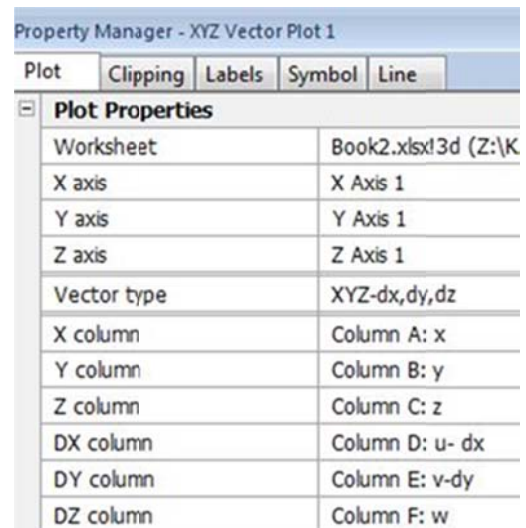 Property Manager - XYZ Vector Plot 1
Plot Clipping Labels Symbol Line
Plot Properties
Worksheet Book2.xlsx!3d (Z:\K
X axis X Axis 1
Y axis Y Axis 1
Z axis Z Axis 1
Vector type XYZ-dx,dy,dz
X column Column A: x
Y column Column B: y
Z column Column C: z
DX column Column D: u- dx
DY column Column E: v-dy
DZ column Column F: w